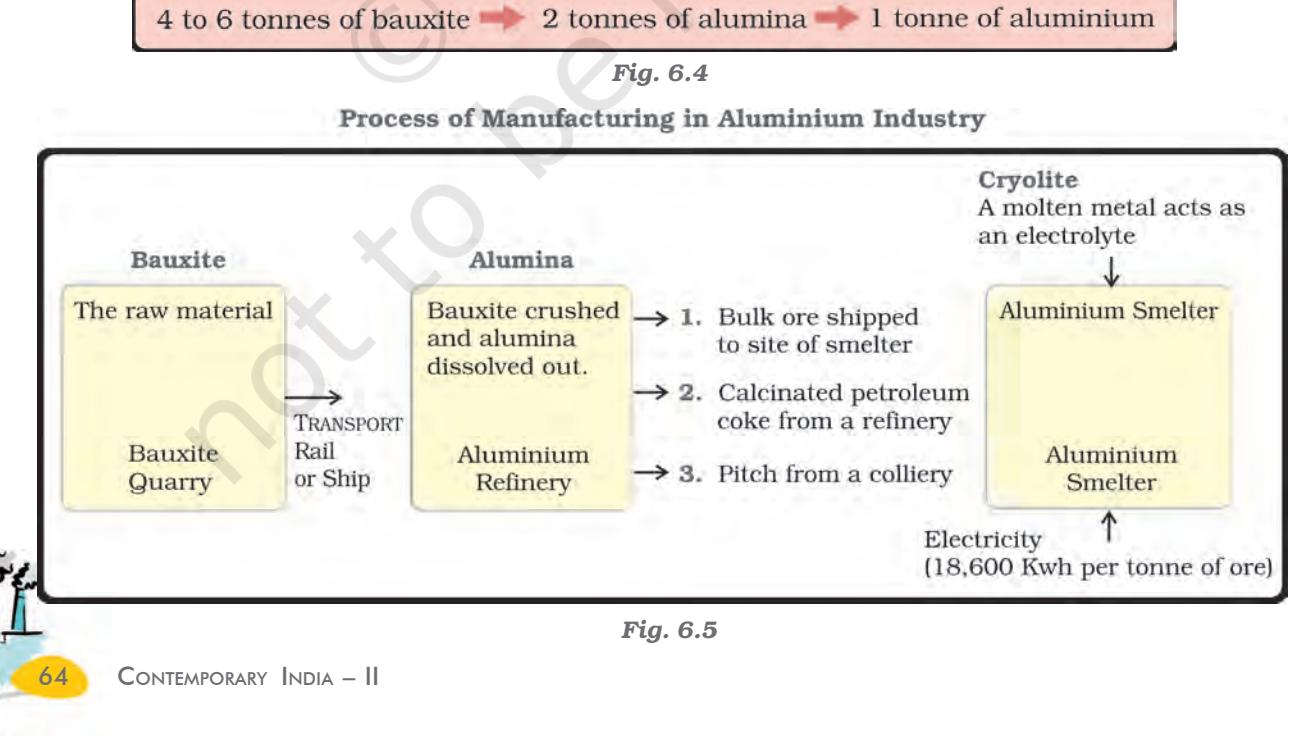 4 to 6 tonnes of bauxite 2 tonnes of alumina 1 tonne of aluminium
Fig. 6.4
Process of Manufacturing in Aluminium Industry
Cryolite
A molten metal acts as
an electrolyte
Bauxite
Alumina
The raw material
Bauxite
Quarry
TRANSPORT
Rail
or Ship
Bauxite crushed
and alumina
dissolved out.
Aluminium
Refinery
1. Bulk ore shipped
to site of smelter
2. Calcinated petroleum
coke from a refinery
3. Pitch from a colliery
Aluminium Smelter
Aluminium
Smelter
Electricity
(18,600 Kwh per tonne of ore)
Fig. 6.5
64 CONTEMPORARY INDIA – II
©
not to be